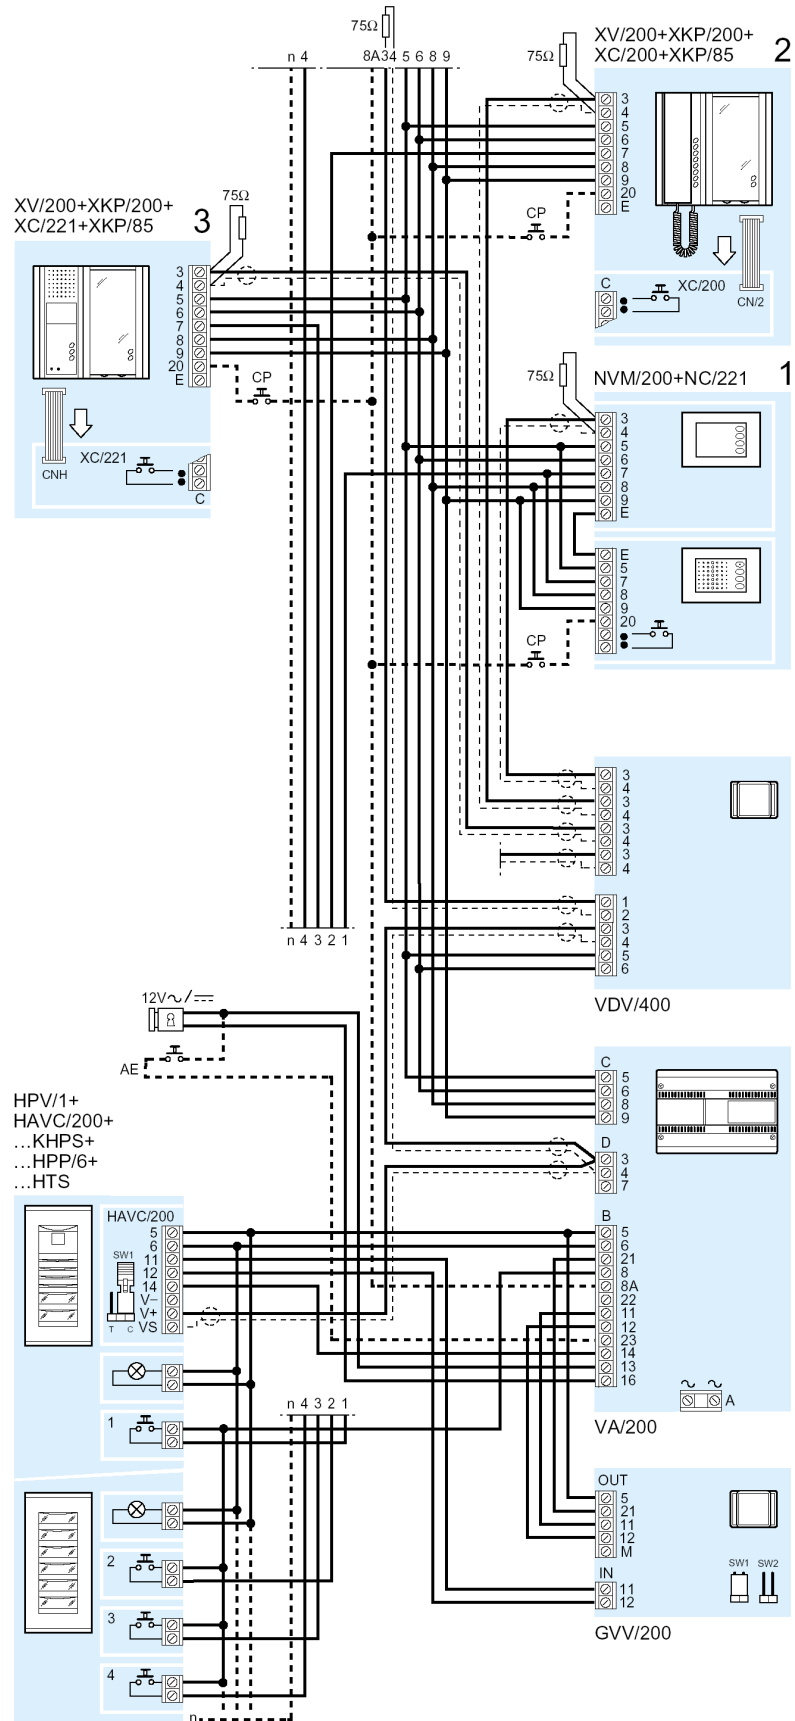 75Ω
n 4
8A 3 4 5 6 8 9
XV/200+XKP/200+
XC/200+XKP/85
2
75Ω
3
4
5
6
7
8
9
20
E
CP
C
XC/200
CN/2
XV/200+XKP/200+
XC/221+XKP/85
3
75Ω
3
4
5
6
7
8
9
20
E
CP
XC/221
CNH
C
NVM/200+NC/221
1
75Ω
3
4
5
6
7
8
9
E
E
5
7
8
9
20
CP
3
4
3
4
3
4
3
4
1
2
3
4
5
6
VDV/400
n 4 3 2 1
12V~/⎓
AE
C
5
6
8
9
D
3
4
7
B
5
6
21
8
8A
22
11
12
23
14
13
16
~ ~
A
VA/200
HPV/1+
HAVC/200+
...KHPS+
...HPP/6+
...HTS
HAVC/200
5
6
11
12
14
V–
V+
VS
SW1
T C
n 4 3 2 1
1
2
3
4
n
OUT
5
21
11
12
M
IN
11
12
SW1 SW2
GVV/200